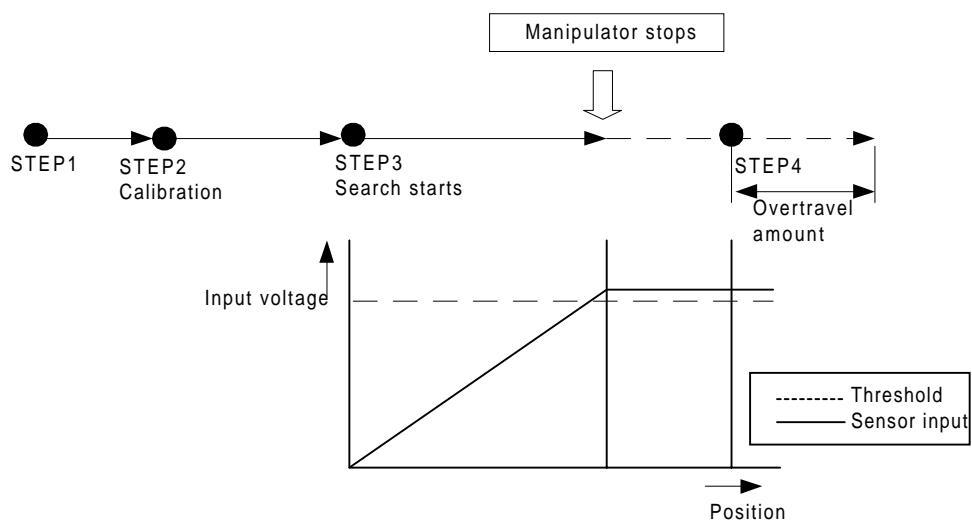 Manipulator stops
STEP1
STEP2
Calibration
STEP3
Search starts
STEP4
Overtravel
amount
Input voltage
Threshold
Sensor input
Position